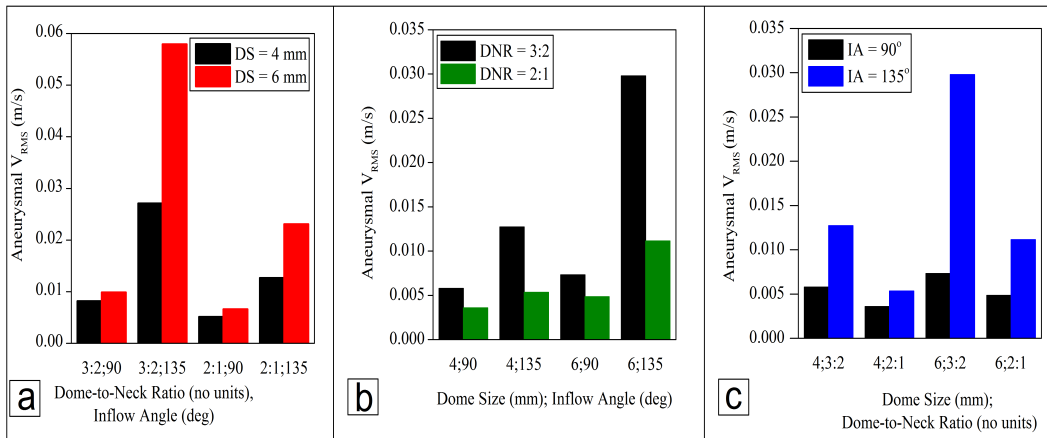 0.06
0.05
0.04
0.03
0.02
0.01
0.00
Aneurysmal V_RMS (m/s)
DS = 4 mm
DS = 6 mm
3:2;90 3:2;135 2:1;90 2:1;135
Dome-to-Neck Ratio (no units),
Inflow Angle (deg)
a
0.035
0.030
0.025
0.020
0.015
0.010
0.005
0.000
Aneurysmal V_RMS (m/s)
DNR = 3:2
DNR = 2:1
4;90 4;135 6;90 6;135
Dome Size (mm); Inflow Angle (deg)
b
0.035
0.030
0.025
0.020
0.015
0.010
0.005
0.000
Aneurysmal V_RMS (m/s)
IA = 90°
IA = 135°
4;3:2 4;2:1 6;3:2 6;2:1
Dome Size (mm);
Dome-to-Neck Ratio (no units)
c